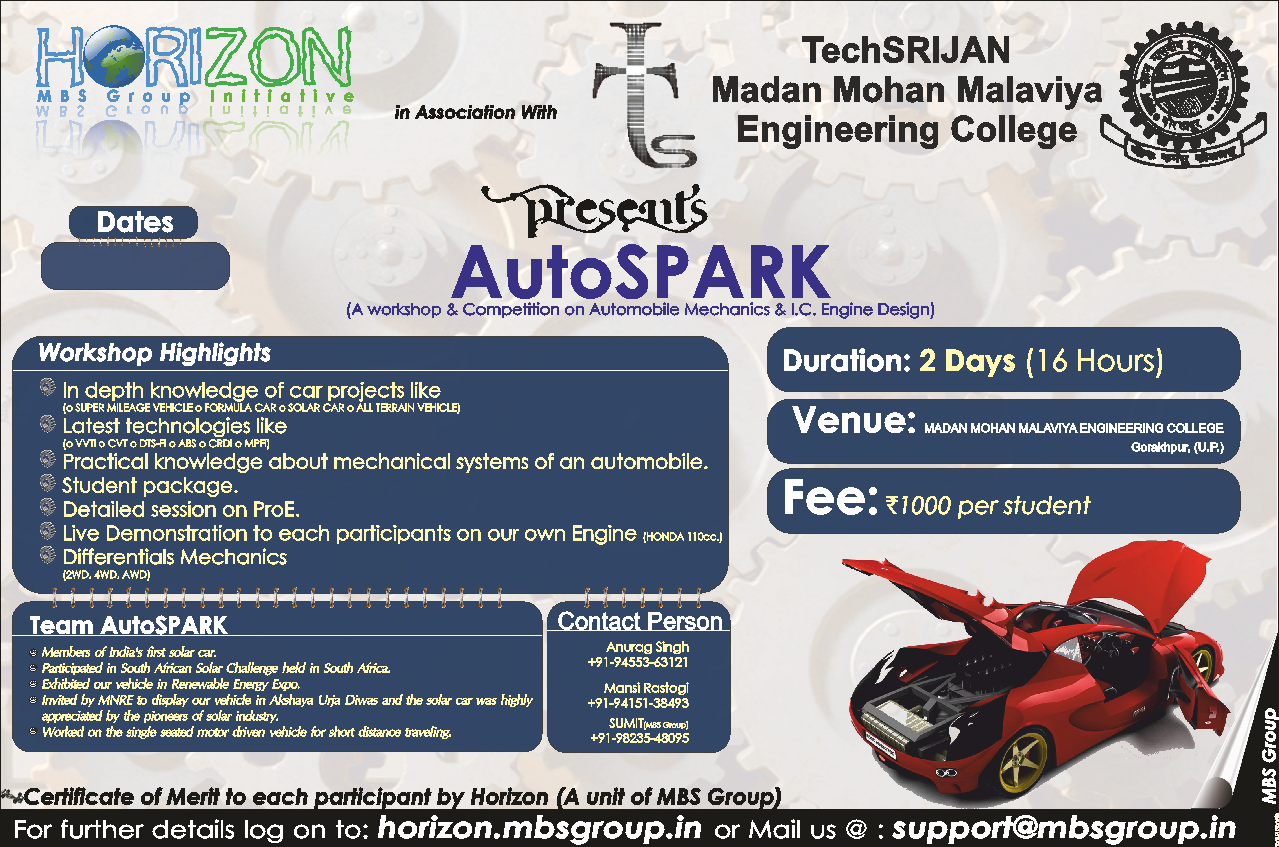 HORIZON
MBS Group Initiative
in Association With
TechSRIJAN
Madan Mohan Malaviya
Engineering College
presents
Dates
AutoSPARK
(A workshop & Competition on Automobile Mechanics & I.C. Engine Design)
Workshop Highlights
In depth knowledge of car projects like
(o SUPER MILEAGE VEHICLE o FORMULA CAR o SOLAR CAR o ALL TERRAIN VEHICLE)
Latest technologies like
(o VVTI o CVT o DTS-FI o ABS o CRDI o MPFI)
Practical knowledge about mechanical systems of an automobile.
Student package.
Detailed session on ProE.
Live Demonstration to each participants on our own Engine (HONDA 110cc.)
Differentials Mechanics
(2WD, 4WD, AWD)
Duration: 2 Days (16 Hours)
Venue: MADAN MOHAN MALAVIYA ENGINEERING COLLEGE
Gorakhpur, (U.P.)
Fee: ₹1000 per student
Team AutoSPARK
Members of India's first solar car.
Participated in South African Solar Challenge held in South Africa.
Exhibited our vehicle in Renewable Energy Expo.
Invited by MNRE to display our vehicle in Akshaya Urja Diwas and the solar car was highly
appreciated by the pioneers of solar industry.
Worked on the single seated motor driven vehicle for short distance traveling.
Contact Person
Anurag Singh
+91-94553-63121
Mansi Rastogi
+91-94151-38493
SUMIT(MBS Group)
+91-98235-48095
MBS Group
Certificate of Merit to each participant by Horizon (A unit of MBS Group)
For further details log on to: horizon.mbsgroup.in or Mail us @ : support@mbsgroup.in